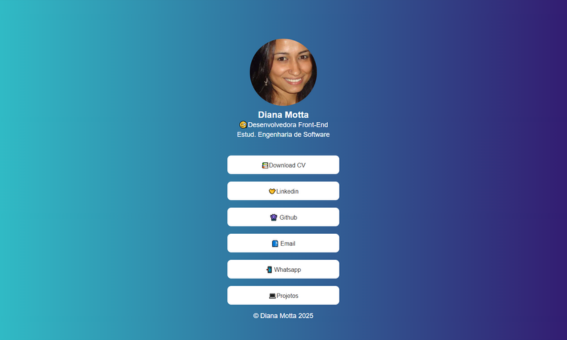 Diana Motta
Desenvolvedora Front-End
Estud. Engenharia de Software
Download CV
Linkedin
Github
Email
Whatsapp
Projetos
© Diana Motta 2025